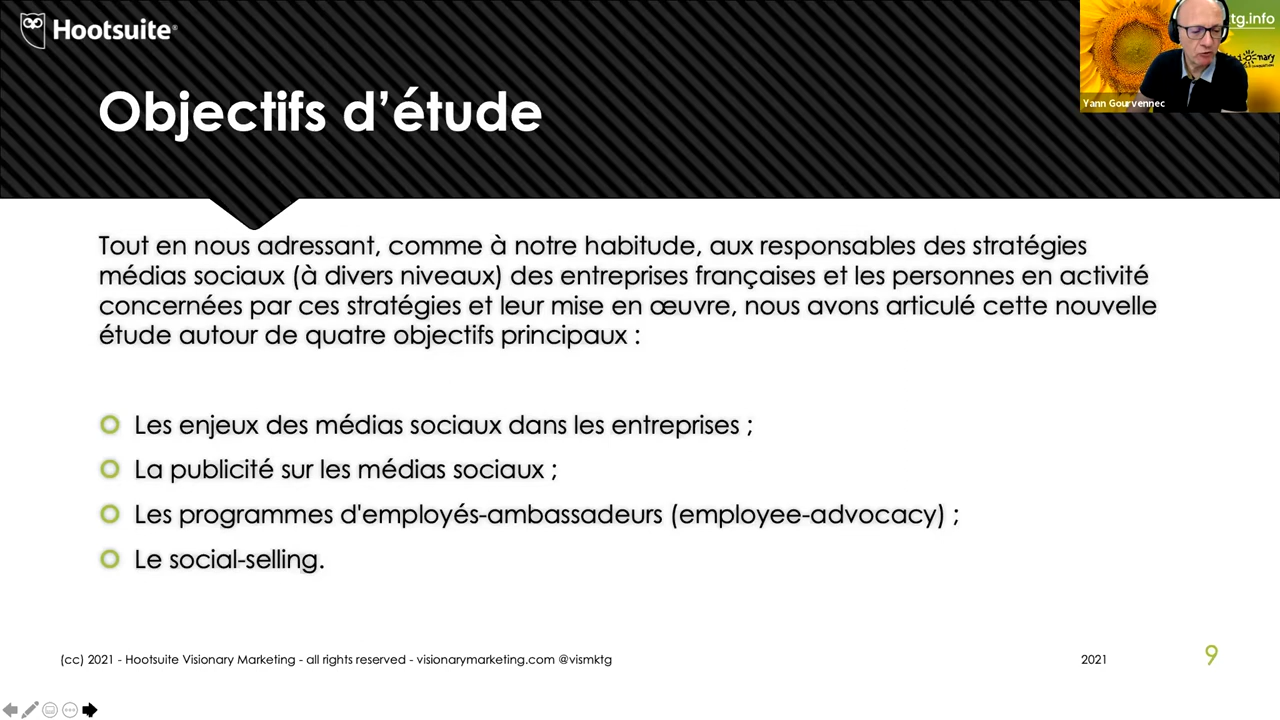 Hootsuite®
tg.info
Yann Gourvennec
Objectifs d’étude
Tout en nous adressant, comme à notre habitude, aux responsables des stratégies
médias sociaux (à divers niveaux) des entreprises françaises et les personnes en activité
concernées par ces stratégies et leur mise en œuvre, nous avons articulé cette nouvelle
étude autour de quatre objectifs principaux :
Les enjeux des médias sociaux dans les entreprises ;
La publicité sur les médias sociaux ;
Les programmes d'employés-ambassadeurs (employee-advocacy) ;
Le social-selling.
(cc) 2021 - Hootsuite Visionary Marketing - all rights reserved - visionarymarketing.com @vismktg
2021
9